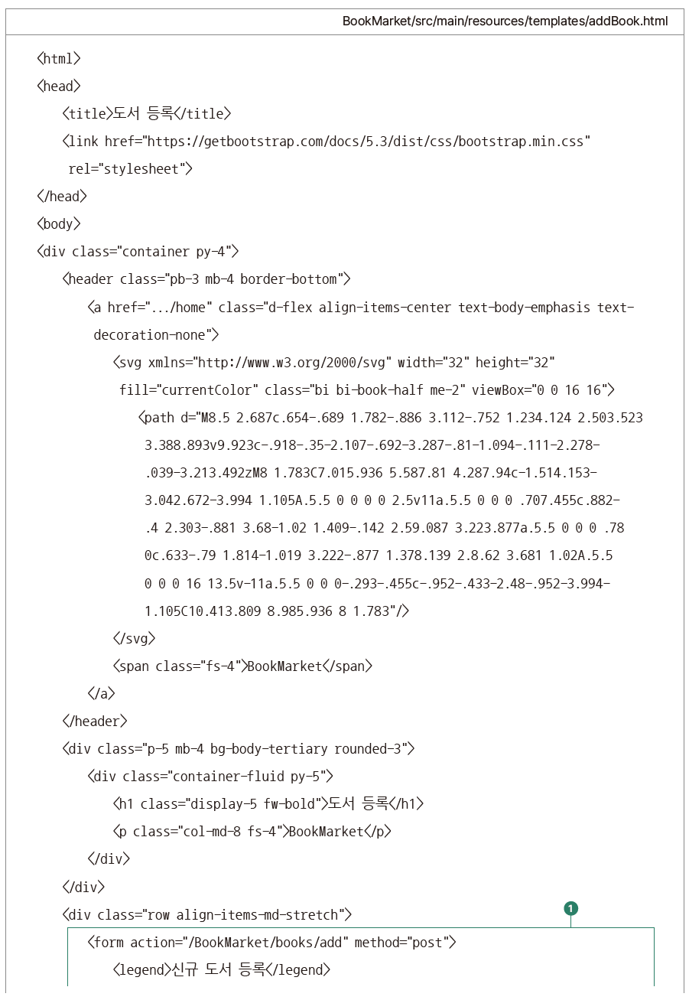 BookMarket/src/main/resources/templates/addBook.html
<html>
<head>
<title>도서 등록</title>
<link href="https://getbootstrap.com/docs/5.3/dist/css/bootstrap.min.css"
rel="stylesheet">
</head>
<body>
<div class="container py-4">
<header class="pb-3 mb-4 border-bottom">
<a href=".../home" class="d-flex align-items-center text-body-emphasis text-
decoration-none">
<svg xmlns="http://www.w3.org/2000/svg" width="32" height="32"
fill="currentColor" class="bi bi-book-half me-2" viewBox="0 0 16 16">
<path d="M8.5 2.687c.654-.689 1.782-.886 3.112-.752 1.234.124 2.503.523
3.388.893v9.923c-.918-.35-2.107-.692-3.287-.81-1.094-.111-2.278-
.039-3.213.492zM8 1.783C7.015.936 5.587.81 4.287.94c-1.514.153-
3.042.672-3.994 1.105A.5.5 0 0 0 0 2.5v11a.5.5 0 0 0 .707.455c.882-
.4 2.303-.881 3.68-1.02 1.409-.142 2.59.087 3.223.877a.5.5 0 0 0 .78
0c.633-.79 1.814-1.019 3.222-.877 1.378.139 2.8.62 3.681 1.02A.5.5
0 0 0 16 13.5v-11a.5.5 0 0 0-.293-.455c-.952-.433-2.48-.952-3.994-
1.105C10.413.809 8.985.936 8 1.783"/>
</svg>
<span class="fs-4">BookMarket</span>
</a>
</header>
<div class="p-5 mb-4 bg-body-tertiary rounded-3">
<div class="container-fluid py-5">
<h1 class="display-5 fw-bold">도서 등록</h1>
<p class="col-md-8 fs-4">BookMarket</p>
</div>
</div>
<div class="row align-items-md-stretch">
1
<form action="/BookMarket/books/add" method="post">
<legend>신규 도서 등록</legend>